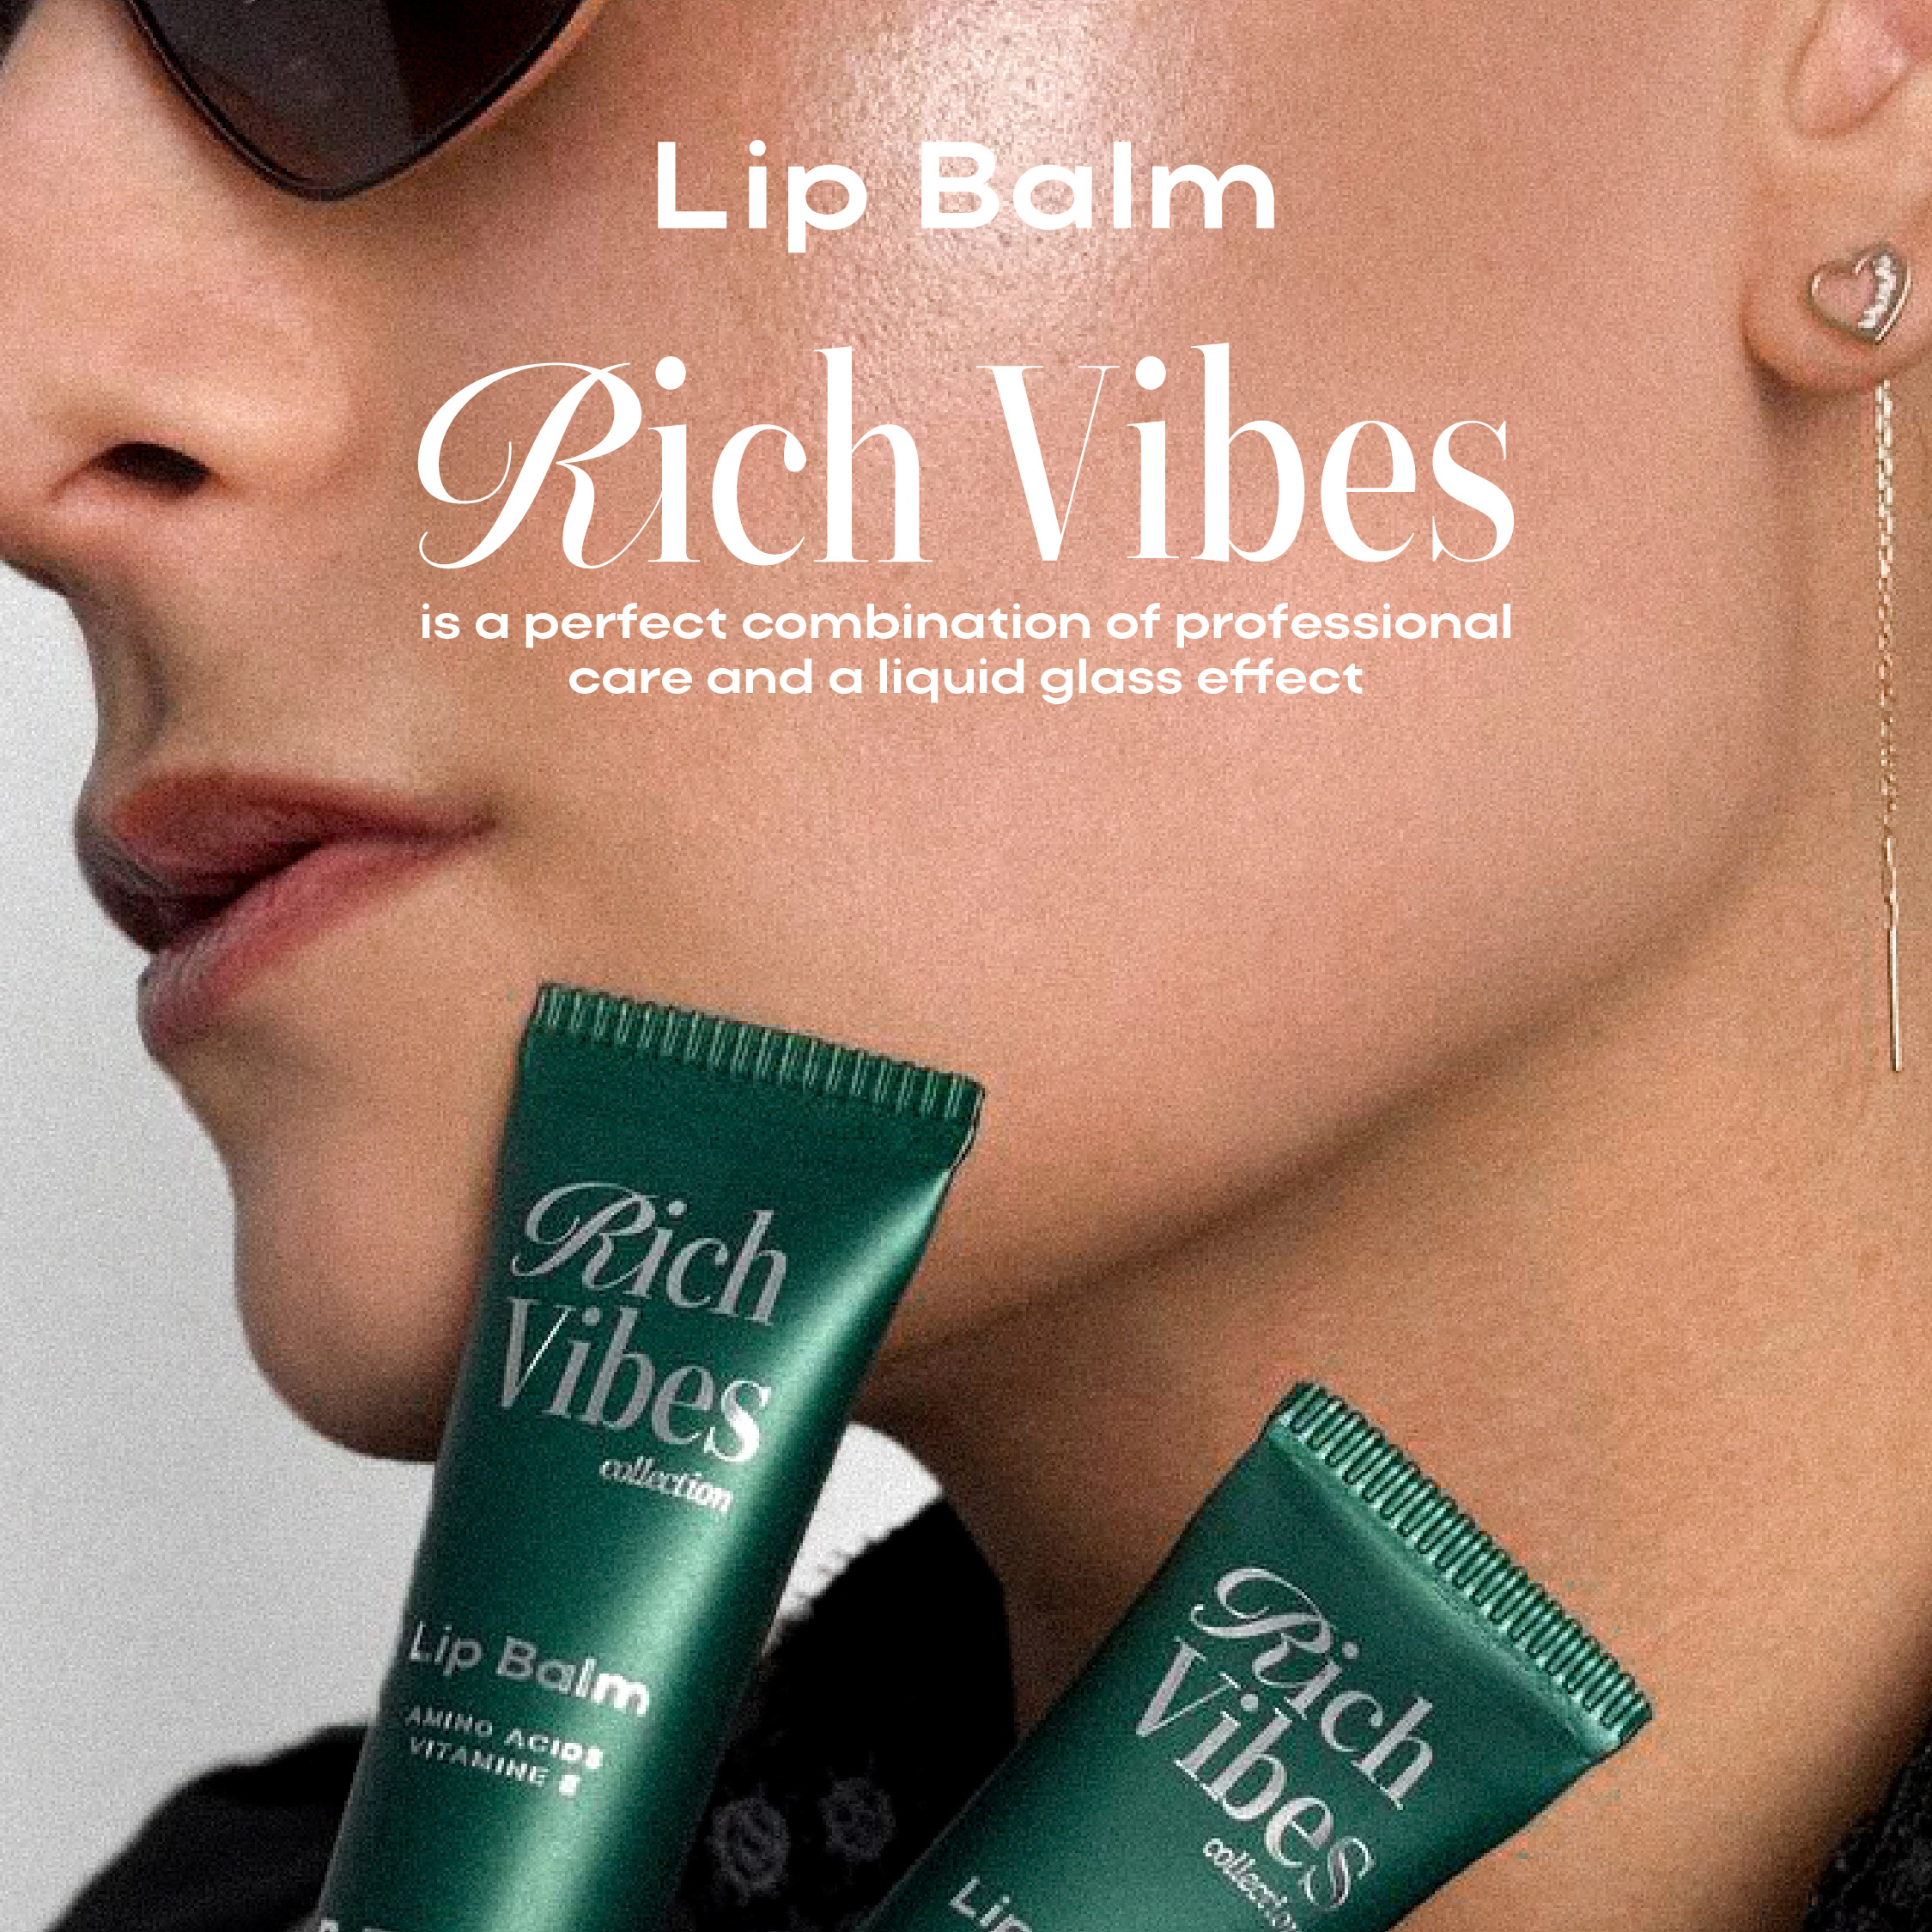 Lip Balm
Rich Vibes
is a perfect combination of professional
care and a liquid glass effect
Rich
Vibes
collection
Lip Balm
AMINO ACIDS
VITAMINE E
Rich
Vibes
collection